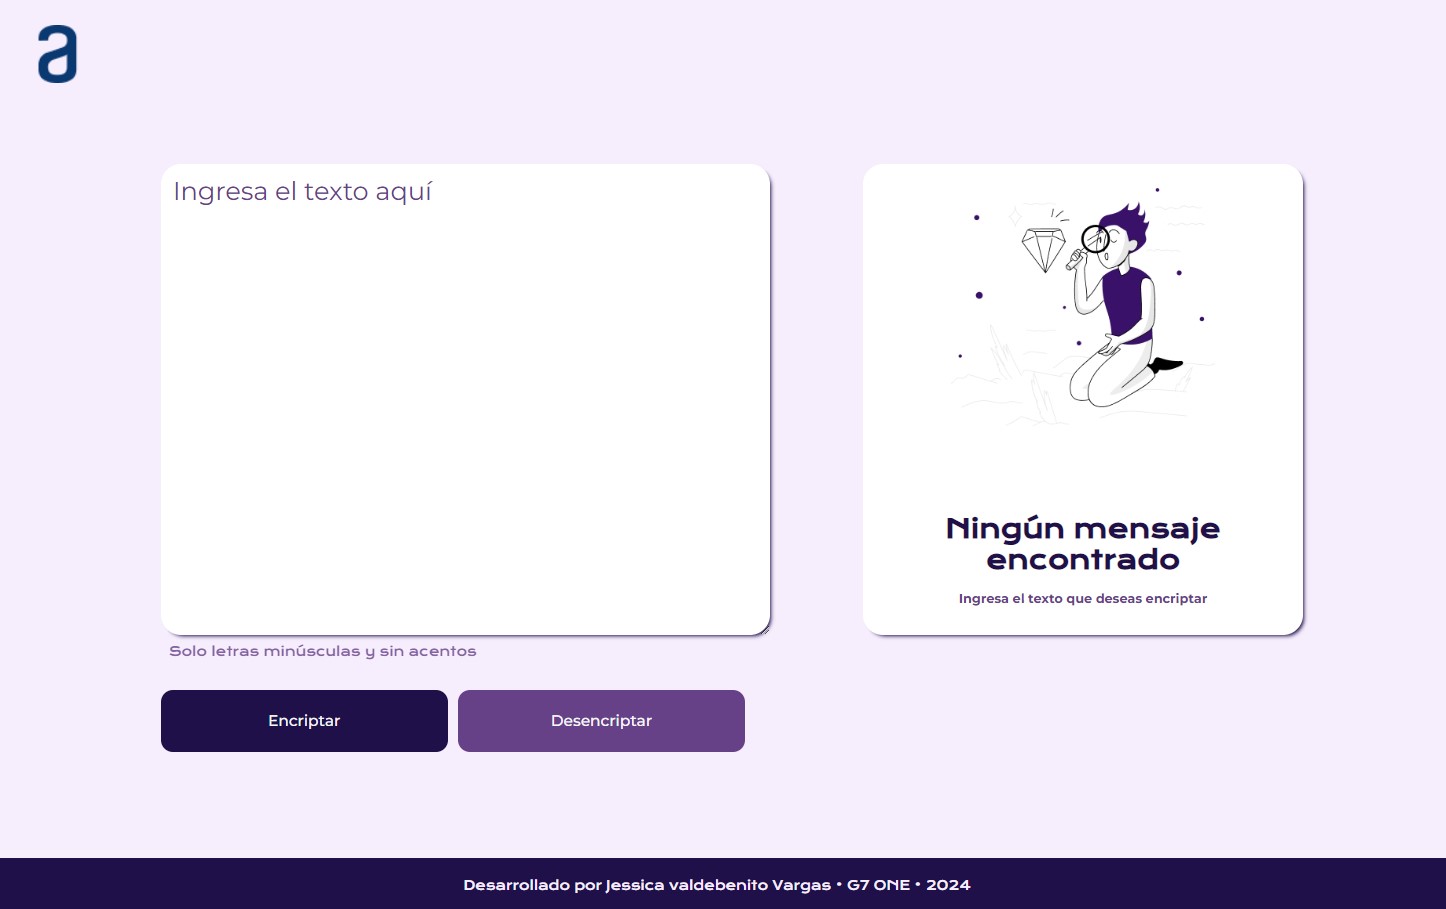 a
Ingresa el texto aquí
Ningún mensaje
encontrado
Ingresa el texto que deseas encriptar
Solo letras minúsculas y sin acentos
Encriptar
Desencriptar
Desarrollado por Jessica valdebenito Vargas • G7 ONE • 2024